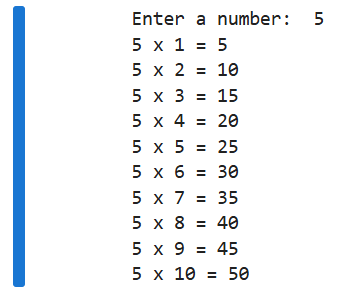 Enter a number:  5
5 x 1 = 5
5 x 2 = 10
5 x 3 = 15
5 x 4 = 20
5 x 5 = 25
5 x 6 = 30
5 x 7 = 35
5 x 8 = 40
5 x 9 = 45
5 x 10 = 50